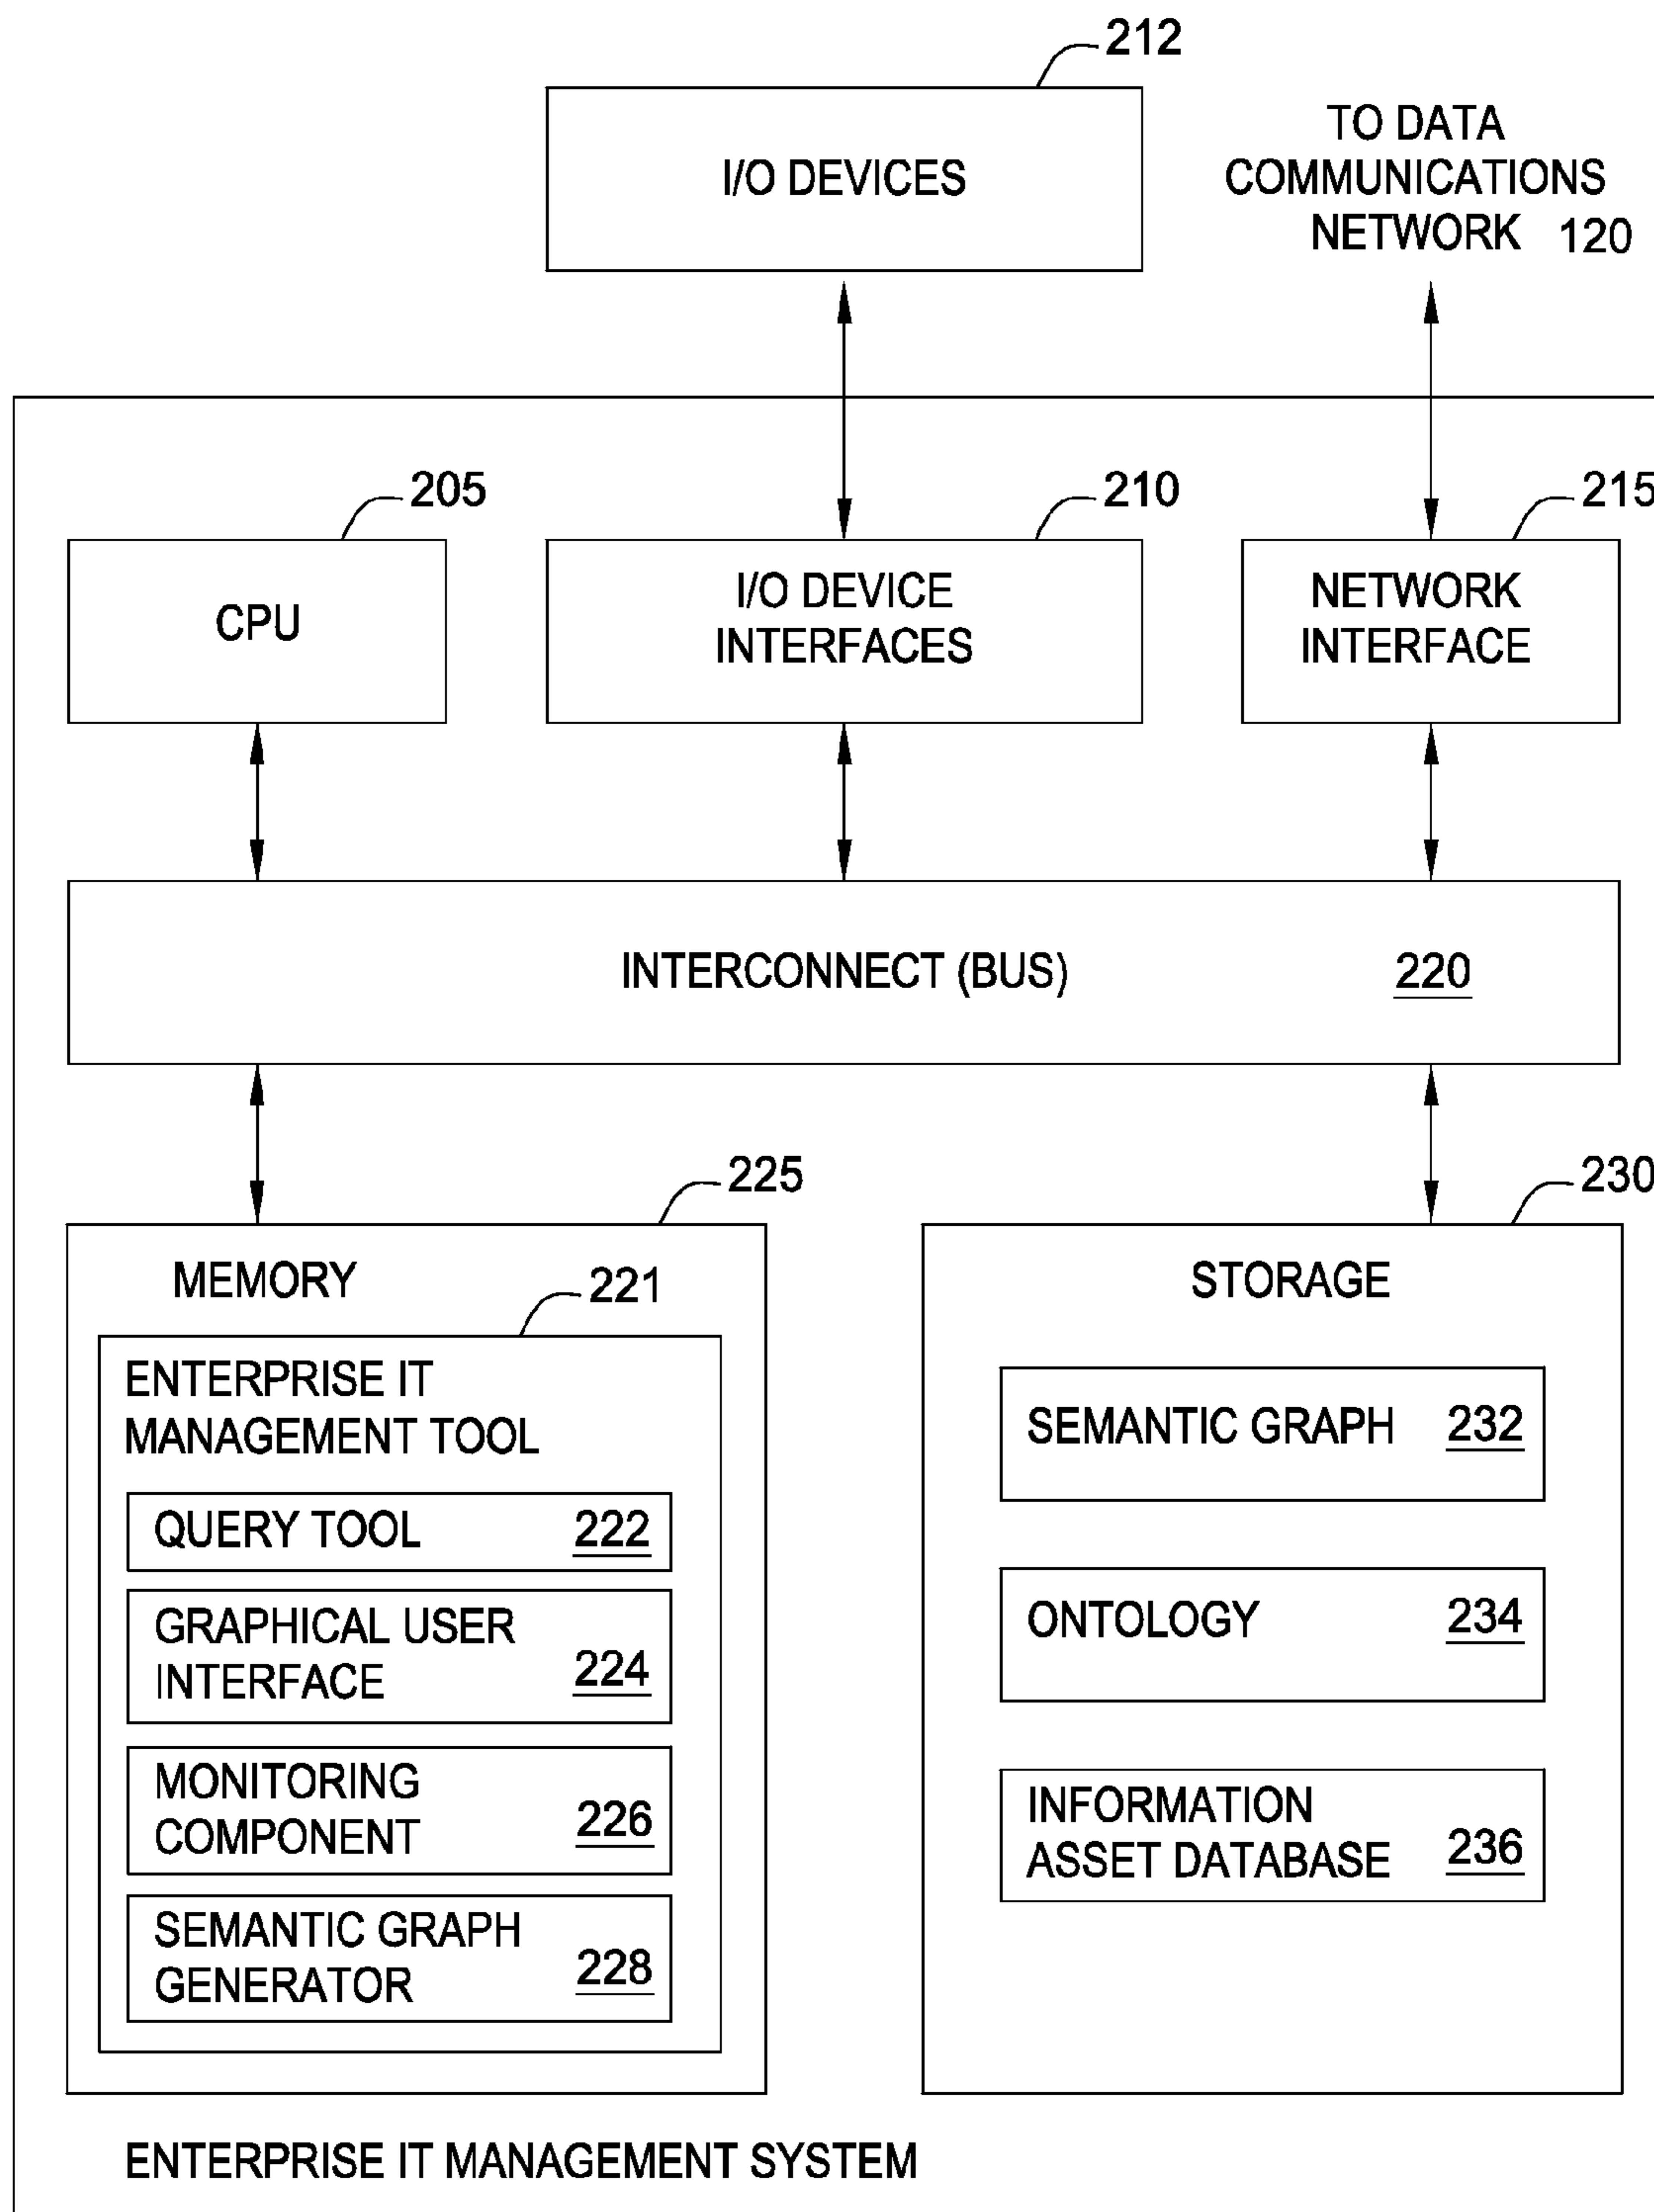 212
I/O DEVICES
TO DATA
COMMUNICATIONS
NETWORK 120
205
210
215
CPU
I/O DEVICE
INTERFACES
NETWORK
INTERFACE
INTERCONNECT (BUS) 220
225
230
MEMORY
221
STORAGE
ENTERPRISE IT
MANAGEMENT TOOL
QUERY TOOL 222
GRAPHICAL USER
INTERFACE 224
MONITORING
COMPONENT 226
SEMANTIC GRAPH
GENERATOR 228
SEMANTIC GRAPH 232
ONTOLOGY 234
INFORMATION
ASSET DATABASE 236
ENTERPRISE IT MANAGEMENT SYSTEM